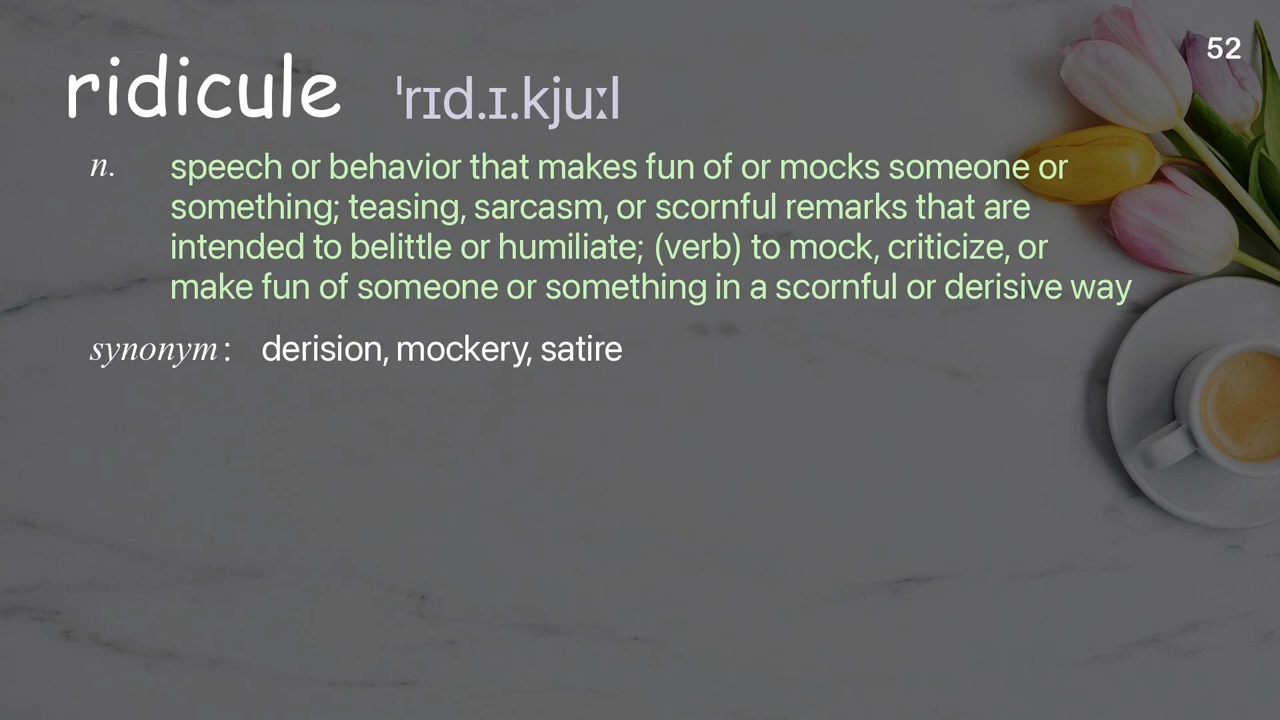 52
ridicule ˈrɪd.ɪ.kjuːl
n. speech or behavior that makes fun of or mocks someone or
something; teasing, sarcasm, or scornful remarks that are
intended to belittle or humiliate; (verb) to mock, criticize, or
make fun of someone or something in a scornful or derisive way
synonym: derision, mockery, satire